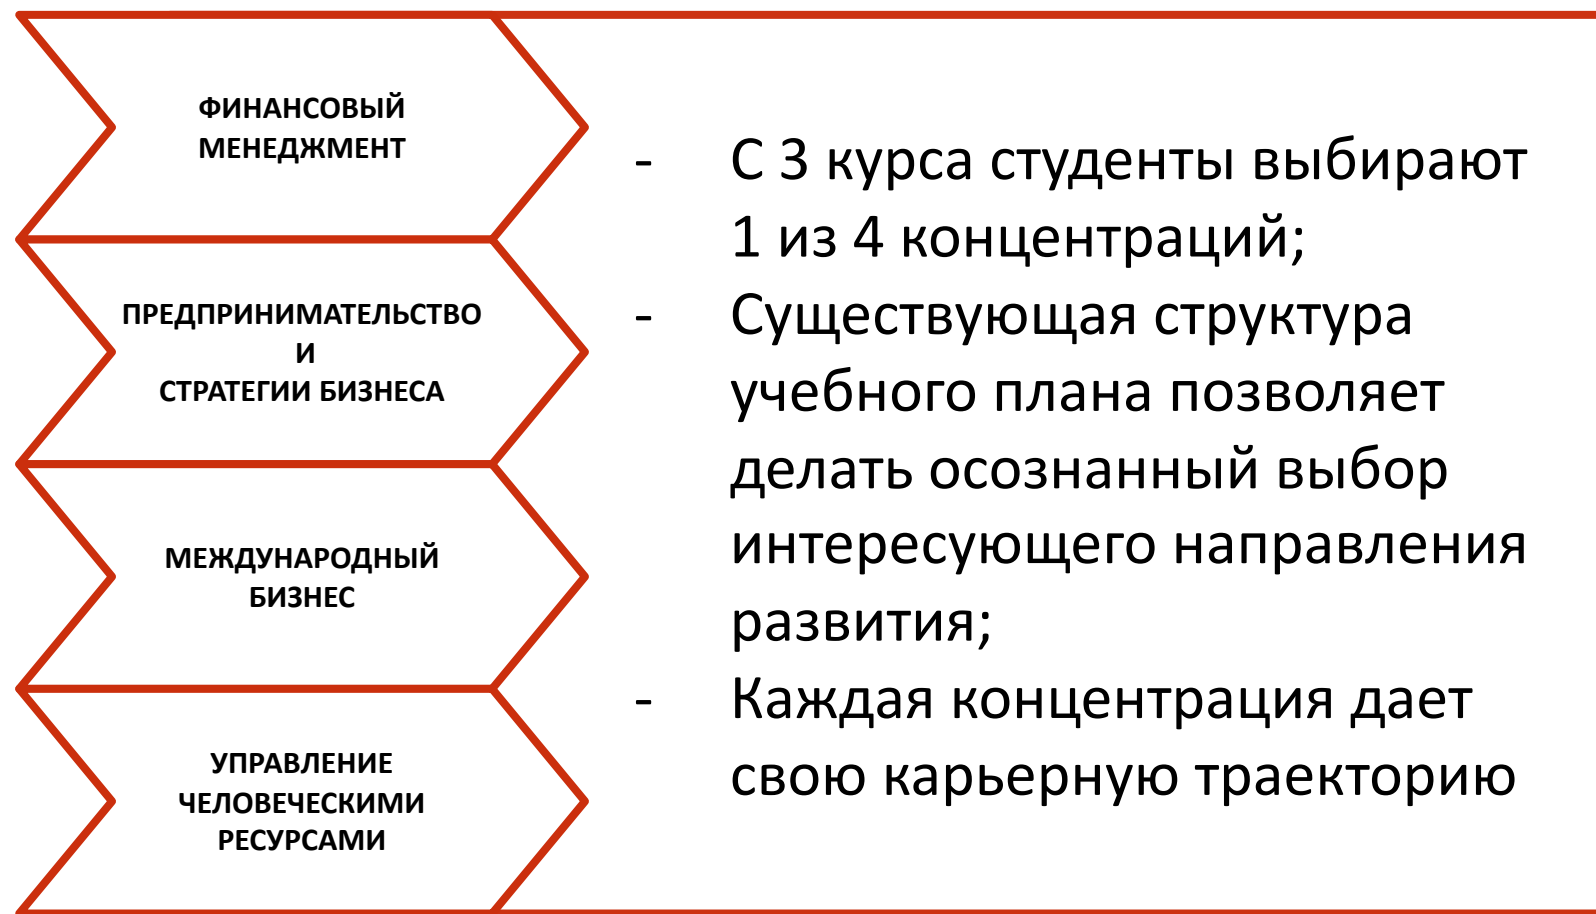 ФИНАНСОВЫЙ
МЕНЕДЖМЕНТ
ПРЕДПРИНИМАТЕЛЬСТВО
И
СТРАТЕГИИ БИЗНЕСА
МЕЖДУНАРОДНЫЙ
БИЗНЕС
УПРАВЛЕНИЕ
ЧЕЛОВЕЧЕСКИМИ
РЕСУРСАМИ
- С 3 курса студенты выбирают
1 из 4 концентраций;
- Существующая структура
учебного плана позволяет
делать осознанный выбор
интересующего направления
развития;
- Каждая концентрация дает
свою карьерную траекторию